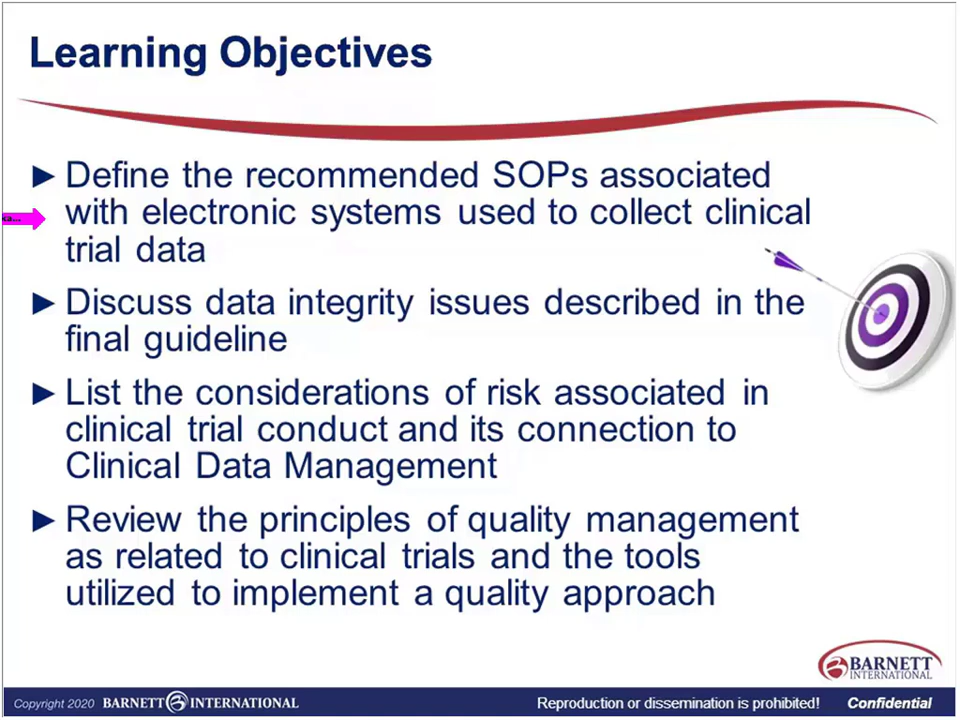 Learning Objectives
► Define the recommended SOPs associated
with electronic systems used to collect clinical
trial data
► Discuss data integrity issues described in the
final guideline
► List the considerations of risk associated in
clinical trial conduct and its connection to
Clinical Data Management
► Review the principles of quality management
as related to clinical trials and the tools
utilized to implement a quality approach
BARNETT
INTERNATIONAL
Copyright 2020 BARNETT INTERNATIONAL Reproduction or dissemination is prohibited! Confidential